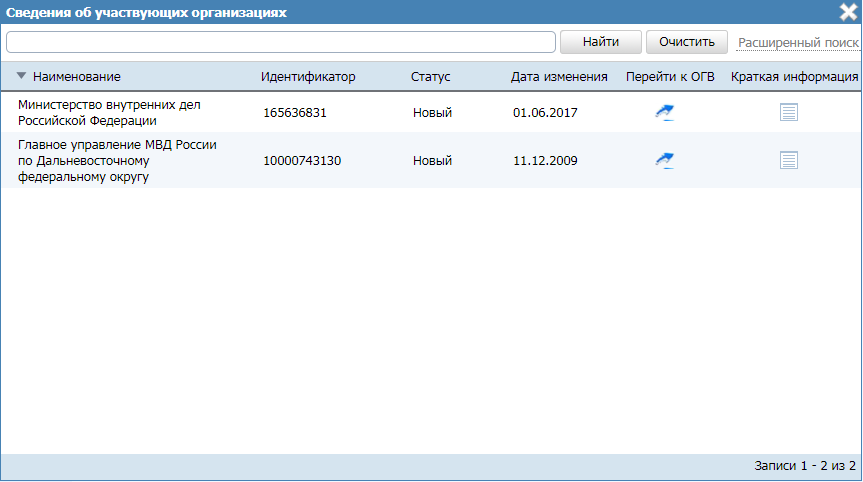 Сведения об участвующих организациях
Найти
Очистить
Расширенный поиск
Наименование
Идентификатор
Статус
Дата изменения
Перейти к ОГВ
Краткая информация
Министерство внутренних дел
Российской Федерации
165636831
Новый
01.06.2017
Главное управление МВД России
по Дальневосточному
федеральному округу
10000743130
Новый
11.12.2009
Записи 1 - 2 из 2